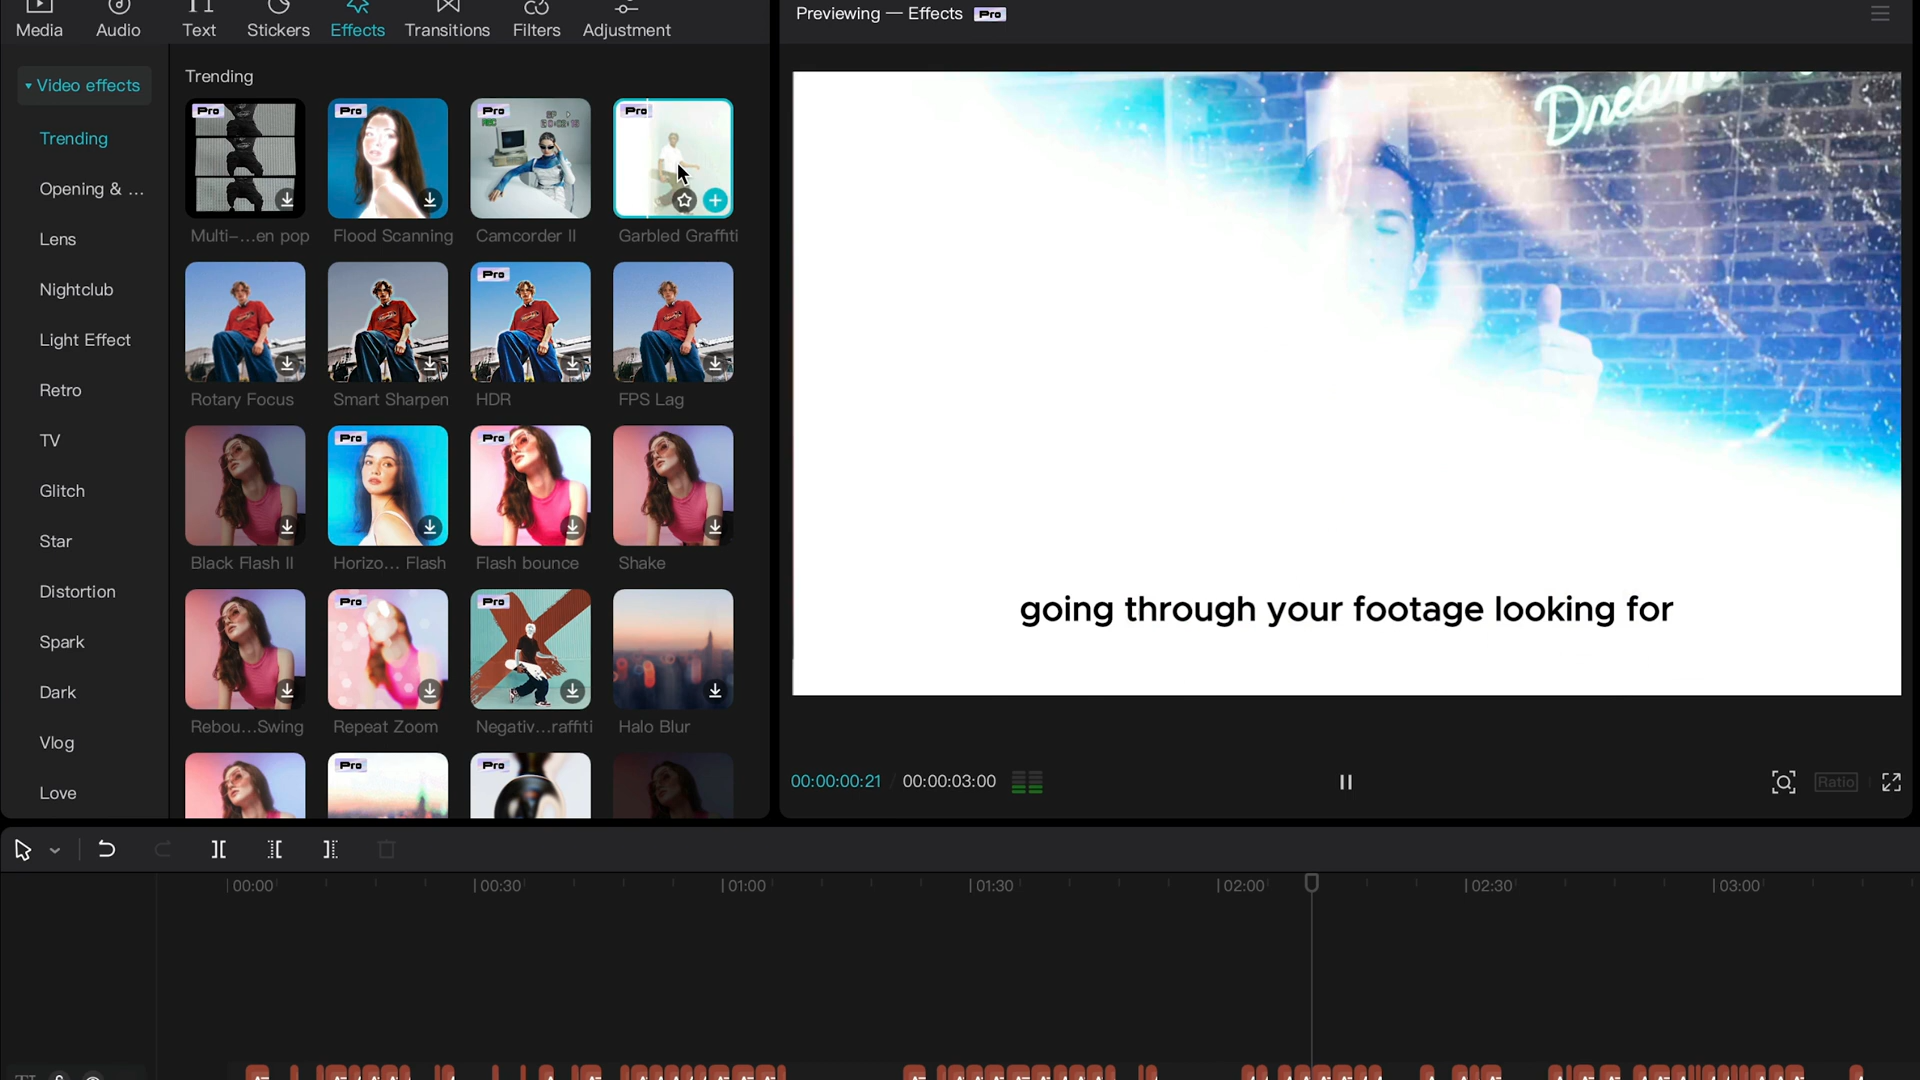 Media Audio Text Stickers Effects Transitions Filters Adjustment
Previewing — Effects Pro
Video effects
Trending
Opening & ...
Lens
Nightclub
Light Effect
Retro
TV
Glitch
Star
Distortion
Spark
Dark
Vlog
Love
Trending
Pro Pro Pro Pro
Multi-...en pop Flood Scanning Camcorder II Garbled Graffiti
Pro
Rotary Focus Smart Sharpen HDR FPS Lag
Pro Pro
Black Flash II Horizo... Flash Flash bounce Shake
Pro Pro
Rebou...Swing Repeat Zoom Negativ...raffiti Halo Blur
Pro Pro
going through your footage looking for
00:00:00:21 00:00:03:00 Ratio
00:00 00:30 01:00 01:30 02:00 02:30 03:00